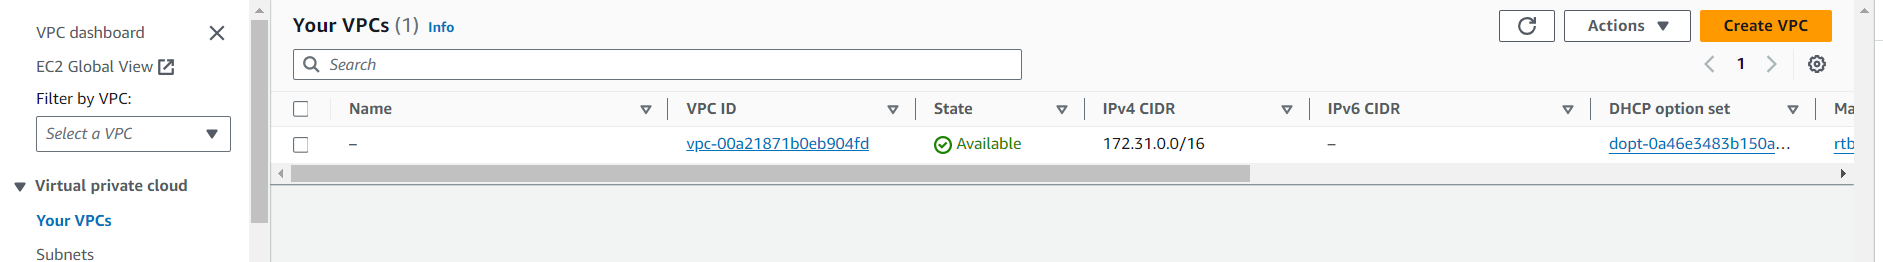 VPC dashboard
EC2 Global View
Filter by VPC:
Select a VPC
Virtual private cloud
Your VPCs
Subnets
Your VPCs (1) Info
Actions
Create VPC
Search
1
Name VPC ID State IPv4 CIDR IPv6 CIDR DHCP option set Ma
– vpc-00a21871b0eb904fd Available 172.31.0.0/16 – dopt-0a46e3483b150a... rtb